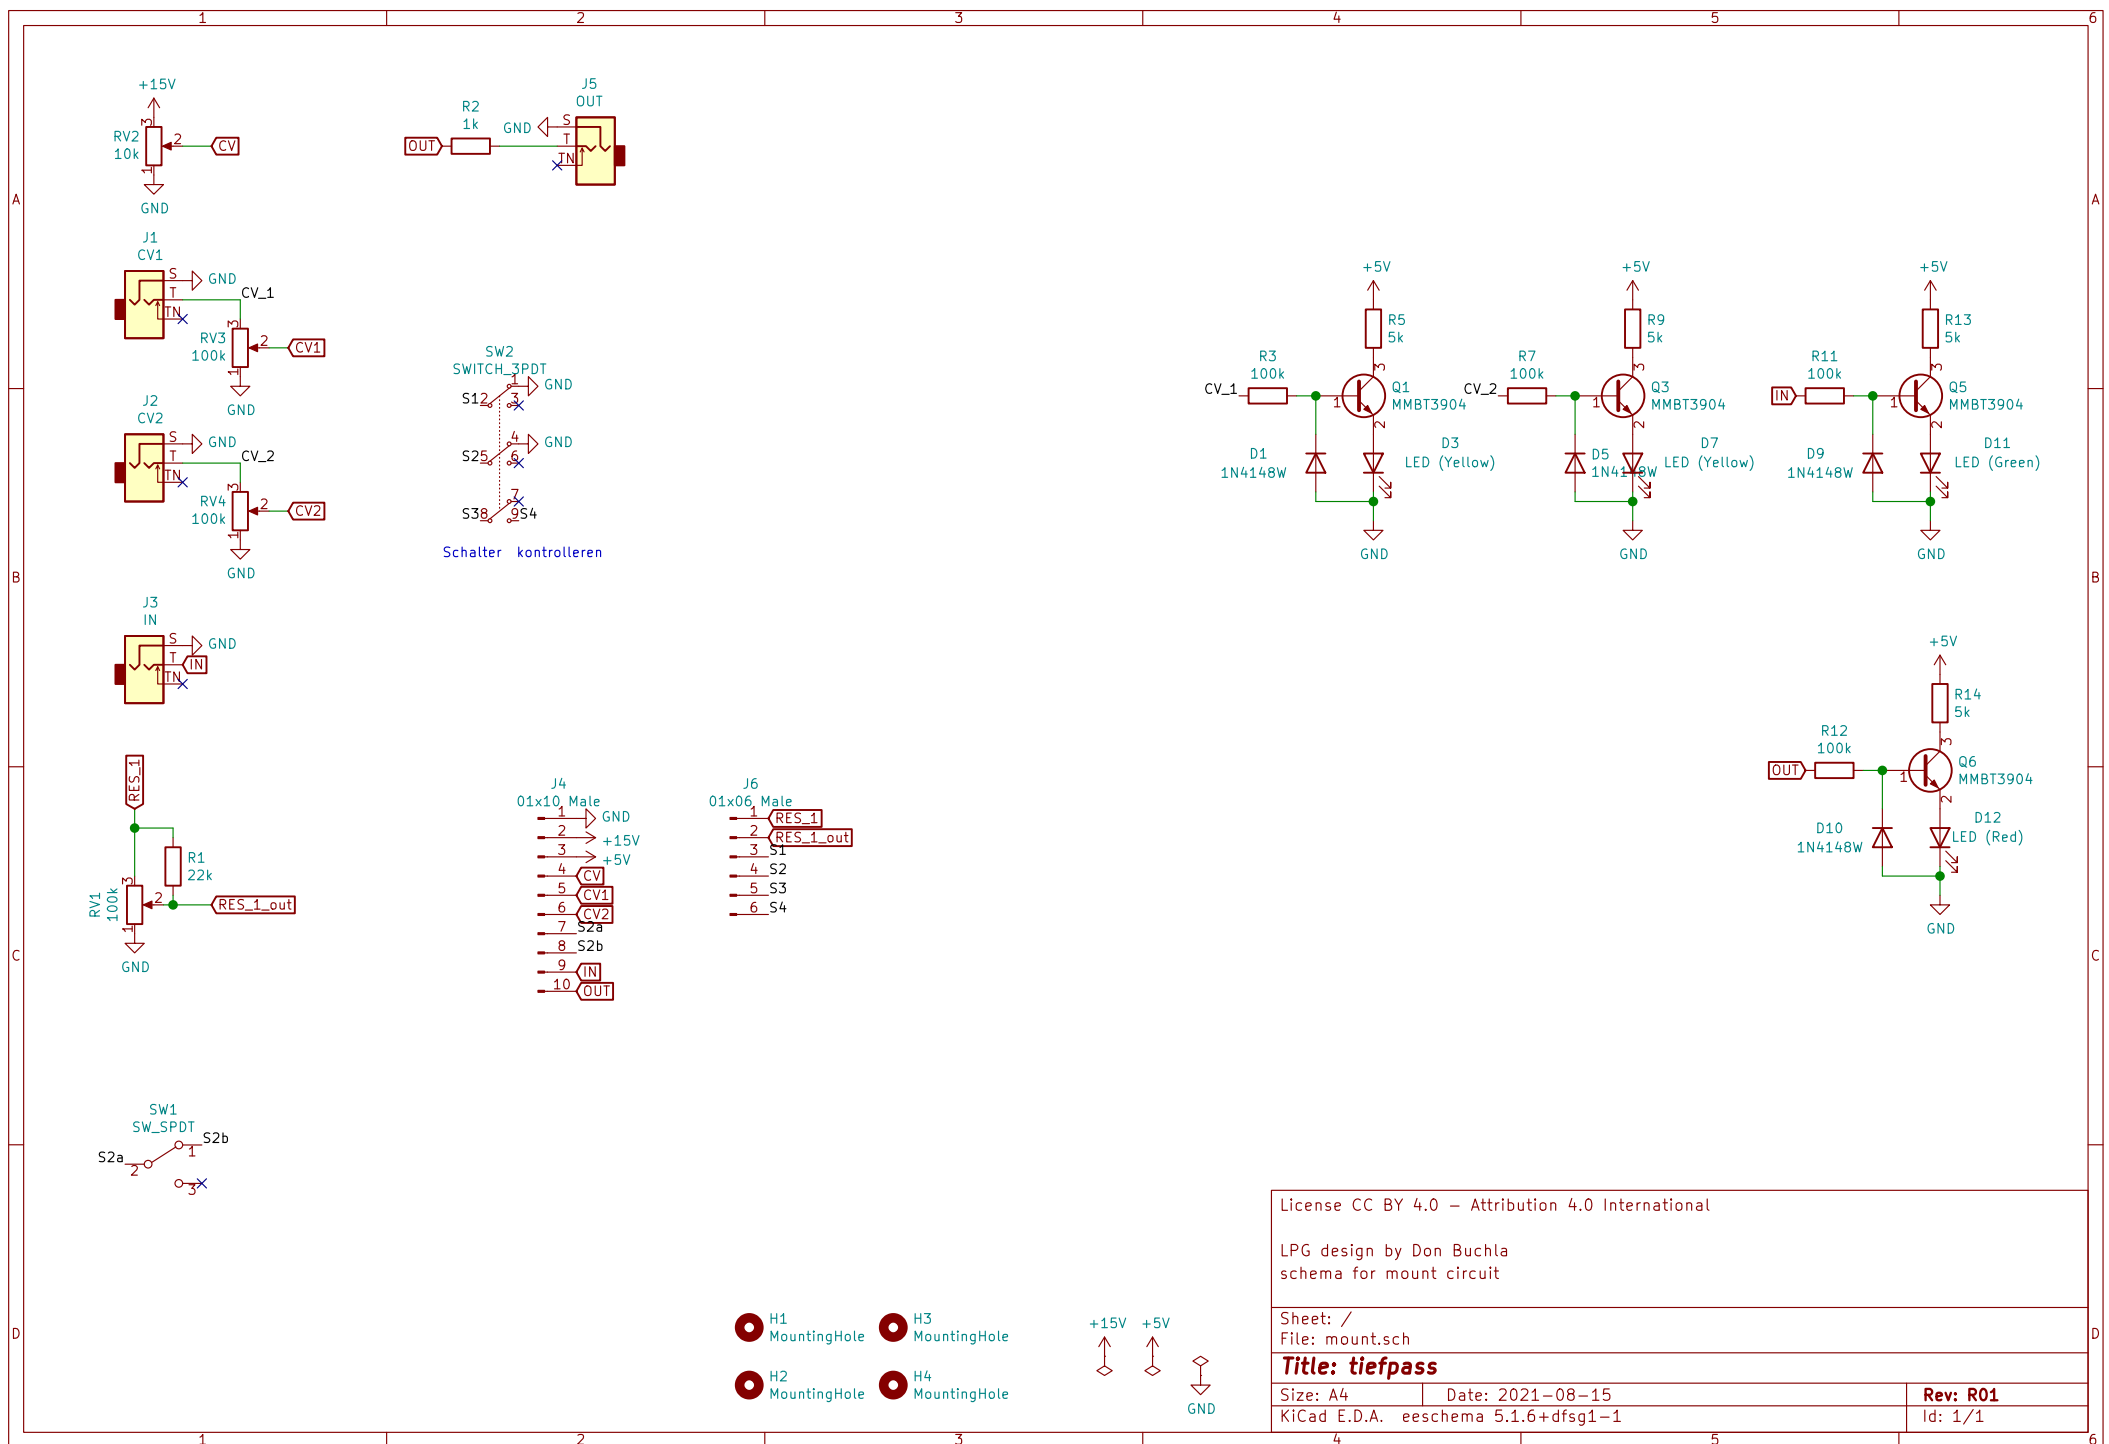 1 2 3 4 5 6
A A
B B
C C
D D
+15V
3
RV2
10k
2
CV
1
GND
R2
1k
OUT
J5
OUT
GND
S
T
TN
J1
CV1
S
GND
T
CV_1
TN
3
RV3
100k
2
CV1
1
GND
J2
CV2
S
GND
T
CV_2
TN
3
RV4
100k
2
CV2
1
GND
J3
IN
S
GND
T
IN
TN
SW2
SWITCH_3PDT
1
GND
S1
2
3
4
GND
S2
5
6
7
S3
8
9
S4
Schalter kontrolleren
+5V
R5
5k
R3
100k
CV_1
3
1
Q1
MMBT3904
2
D1
1N4148W
D3
LED (Yellow)
GND
+5V
R9
5k
R7
100k
CV_2
3
1
Q3
MMBT3904
2
D5
1N4148W
D7
LED (Yellow)
GND
+5V
R13
5k
R11
100k
IN
3
1
Q5
MMBT3904
2
D9
1N4148W
D11
LED (Green)
GND
+5V
R14
5k
R12
100k
OUT
3
1
Q6
MMBT3904
2
D10
1N4148W
D12
LED (Red)
GND
RES_1
R1
22k
RV1
100k
3
2
RES_1_out
1
GND
J4
01x10 Male
1 GND
2 +15V
3 +5V
4 CV
5 CV1
6 CV2
7 S2a
8 S2b
9 IN
10 OUT
J6
01x06 Male
1 RES_1
2 RES_1_out
3 S1
4 S2
5 S3
6 S4
SW1
SW_SPDT
S2b
1
S2a
2
3
H1
MountingHole
H3
MountingHole
H2
MountingHole
H4
MountingHole
+15V +5V
GND
License CC BY 4.0 - Attribution 4.0 International
LPG design by Don Buchla
schema for mount circuit
Sheet: /
File: mount.sch
Title: tiefpass
Size: A4 Date: 2021-08-15 Rev: R01
KiCad E.D.A. eeschema 5.1.6+dfsg1-1 Id: 1/1
1 2 3 4 5 6